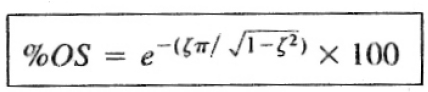 %OS = e^{-(ζπ/√(1-ζ²))} × 100